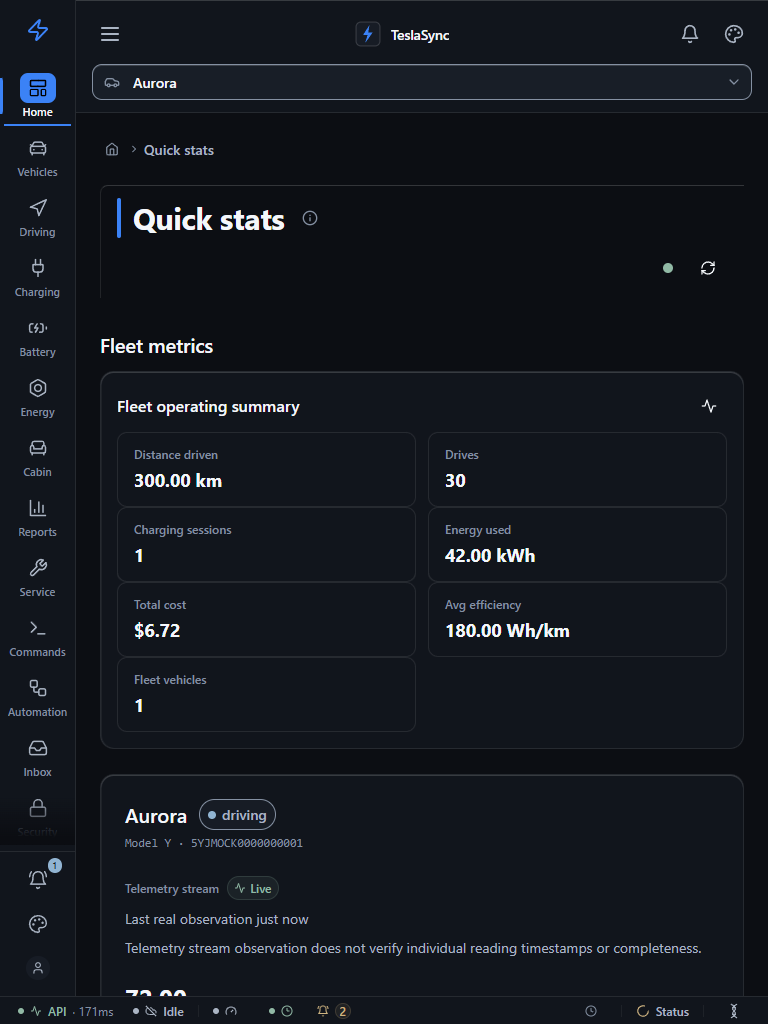 TeslaSync
Aurora
Home
Vehicles
Driving
Charging
Battery
Energy
Cabin
Reports
Service
Commands
Automation
Inbox
Security
1
Quick stats
Quick stats
Fleet metrics
Fleet operating summary
Distance driven
300.00 km
Drives
30
Charging sessions
1
Energy used
42.00 kWh
Total cost
$6.72
Avg efficiency
180.00 Wh/km
Fleet vehicles
1
Aurora driving
Model Y · 5YJMOCK0000000001
Telemetry stream Live
Last real observation just now
Telemetry stream observation does not verify individual reading timestamps or completeness.
72.00
API · 171ms Idle 2 Status